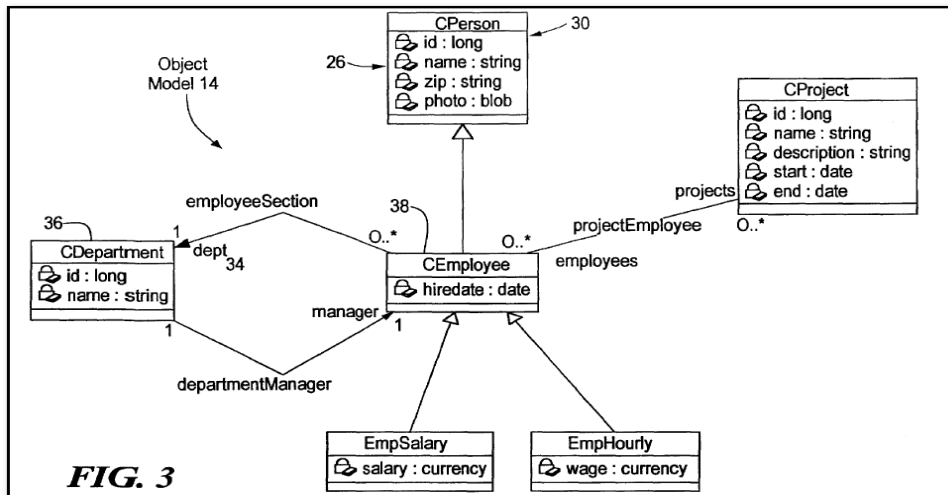 CPerson
id : long
name : string
zip : string
photo : blob
30
26
Object
Model 14
CProject
id : long
name : string
description : string
start : date
end : date
projects
O..*
projectEmployee
O..*
employees
employeeSection
38
O..*
36
1
dept
34
CDepartment
id : long
name : string
1
CEmployee
hiredate : date
manager
1
departmentManager
EmpSalary
salary : currency
EmpHourly
wage : currency
FIG. 3